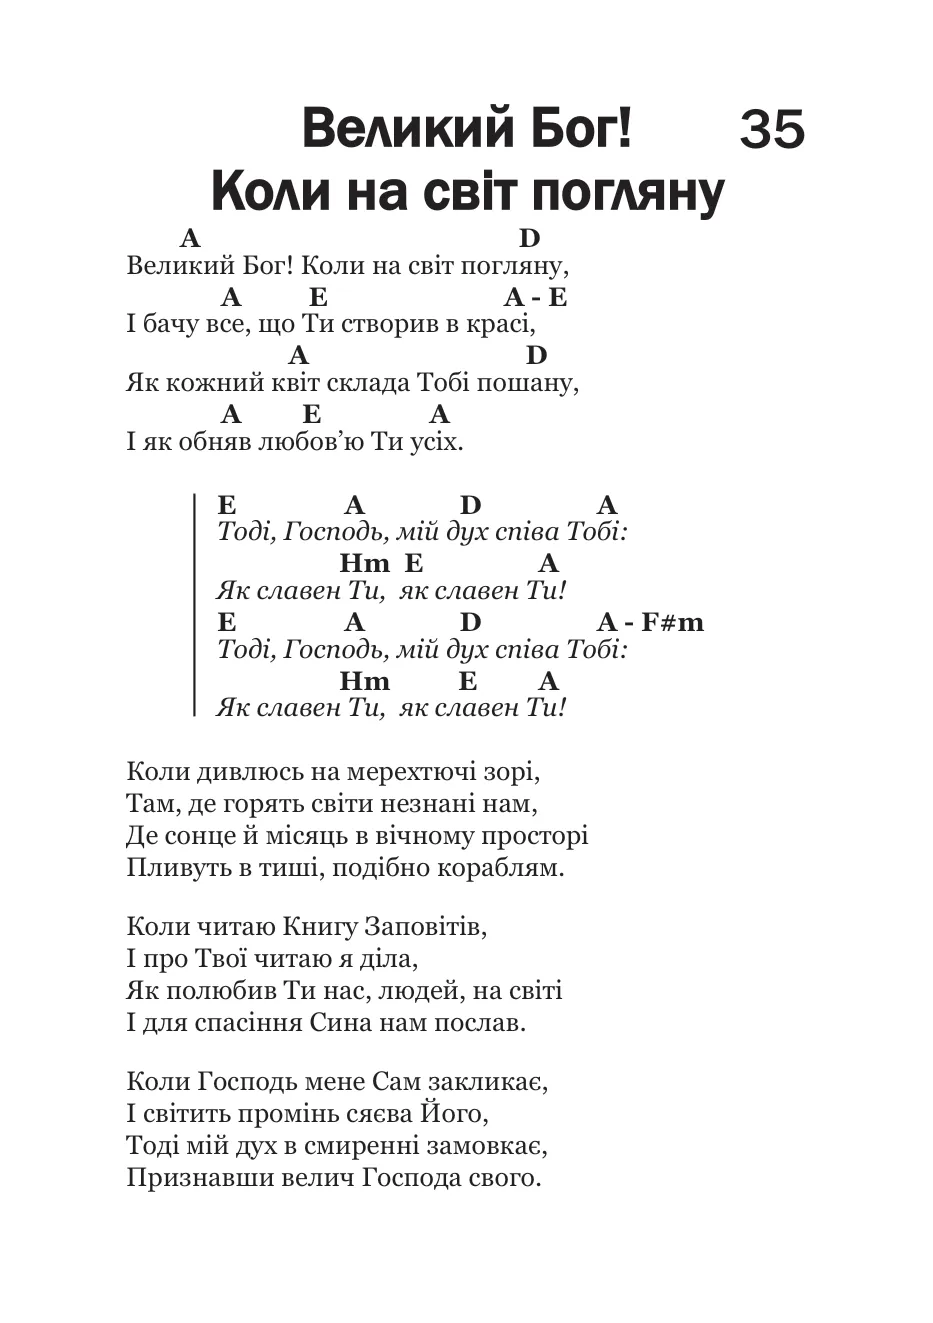 Великий Бог! 35
Коли на світ погляну
A D
Великий Бог! Коли на світ погляну,
A E A - E
І бачу все, що Ти створив в красі,
A D
Як кожний квіт склада Тобі пошану,
A E A
І як обняв любов’ю Ти усіх.
E A D A
Тоді, Господь, мій дух співа Тобі:
Hm E A
Як славен Ти, як славен Ти!
E A D A - F#m
Тоді, Господь, мій дух співа Тобі:
Hm E A
Як славен Ти, як славен Ти!
Коли дивлюсь на мерехтючі зорі,
Там, де горять світи незнані нам,
Де сонце й місяць в вічному просторі
Пливуть в тиші, подібно кораблям.
Коли читаю Книгу Заповітів,
І про Твої читаю я діла,
Як полюбив Ти нас, людей, на світі
І для спасіння Сина нам послав.
Коли Господь мене Сам закликає,
І світить промінь сяєва Його,
Тоді мій дух в смиренні замовкає,
Признавши велич Господа свого.